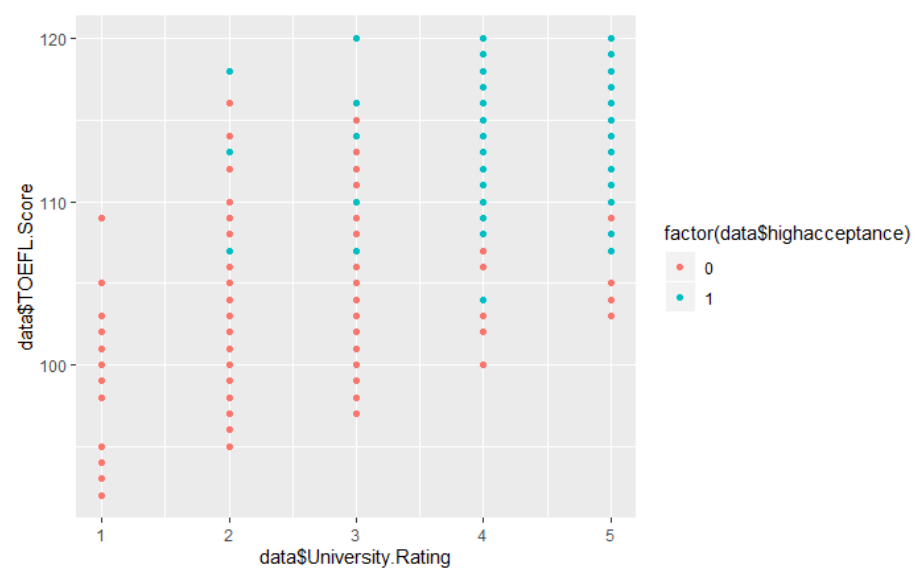 120
110
100
data$TOEFL.Score
1 2 3 4 5
data$University.Rating
factor(data$highacceptance)
0
1